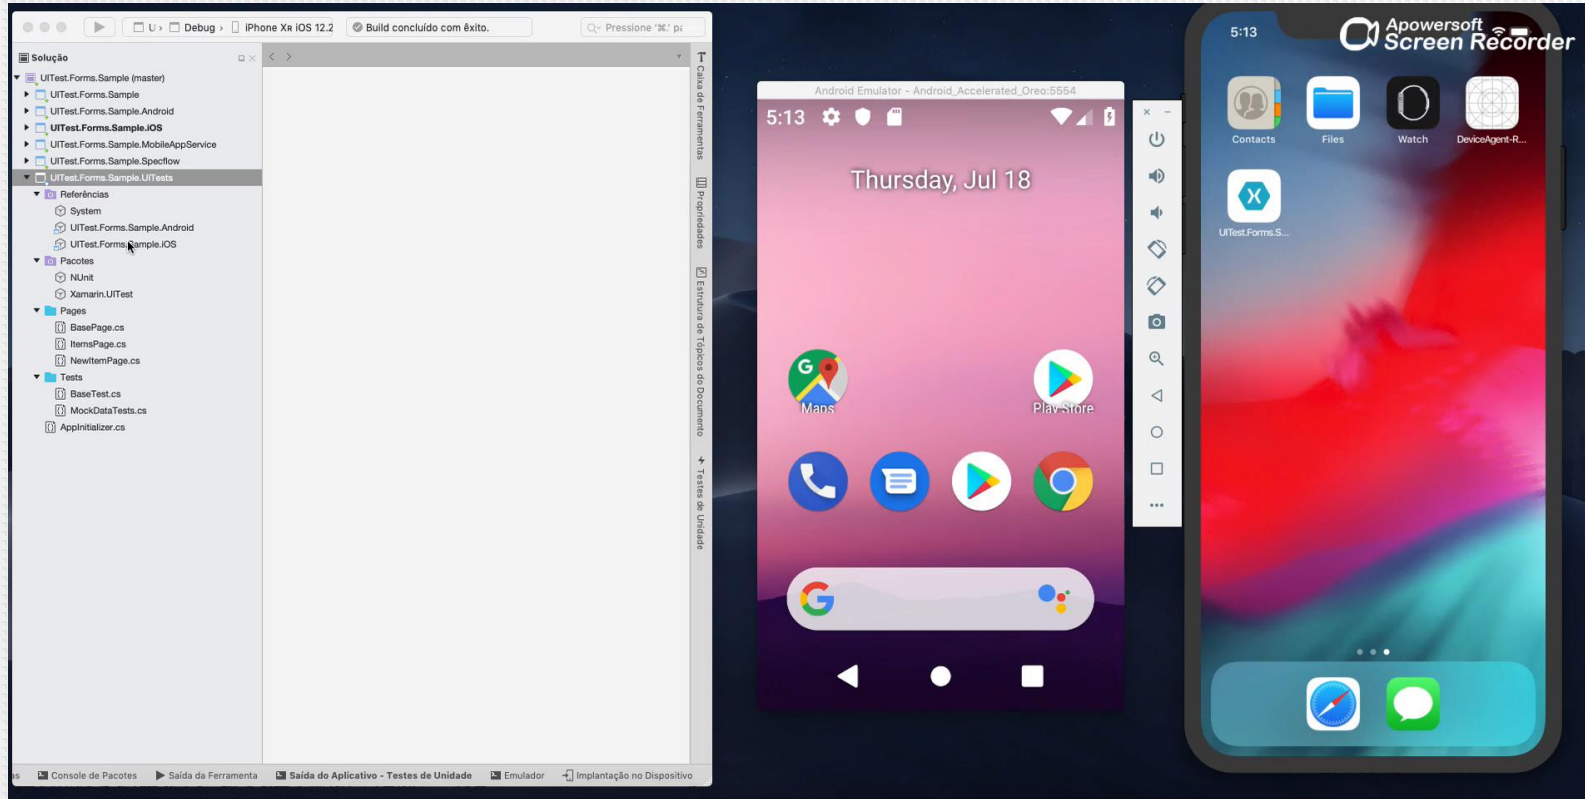 U › Debug › iPhone XR iOS 12.2
Build concluído com êxito.
Pressione '⌘.' pa
Solução
UITest.Forms.Sample (master)
UITest.Forms.Sample
UITest.Forms.Sample.Android
UITest.Forms.Sample.iOS
UITest.Forms.Sample.MobileAppService
UITest.Forms.Sample.Specflow
UITest.Forms.Sample.UITests
Referências
System
UITest.Forms.Sample.Android
UITest.Forms.Sample.iOS
Pacotes
NUnit
Xamarin.UITest
Pages
BasePage.cs
ItemsPage.cs
NewItemPage.cs
Tests
BaseTest.cs
MockDataTests.cs
AppInitializer.cs
Caixa de Ferramentas
Propriedades
Estrutura de Tópicos do Documento
Testes de Unidade
as
Console de Pacotes
Saída da Ferramenta
Saída do Aplicativo - Testes de Unidade
Emulador
Implantação no Dispositivo
Android Emulator - Android_Accelerated_Oreo:5554
5:13
Thursday, Jul 18
Maps
Play Store
5:13
Apowersoft
Screen Recorder
Contacts
Files
Watch
DeviceAgent-R...
UITest.Forms.S...